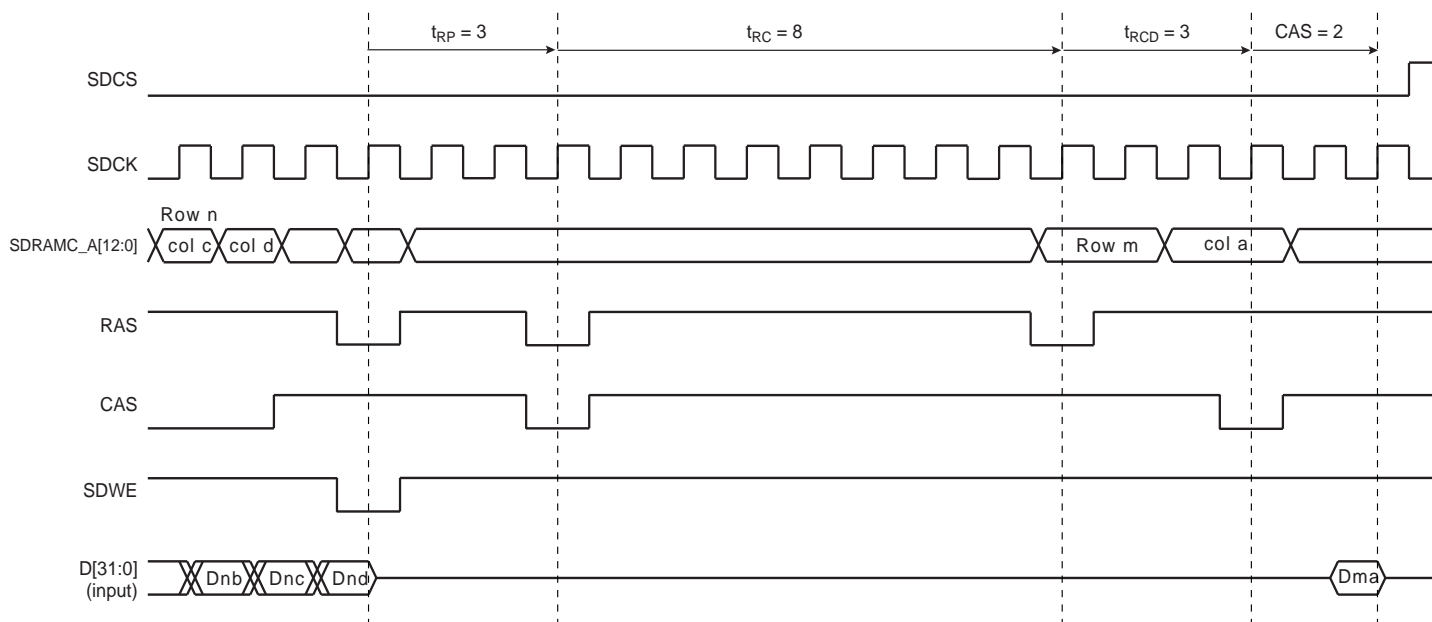 tRP = 3 tRC = 8 tRCD = 3 CAS = 2
SDCS
SDCK
Row n
SDRAMC_A[12:0] col c col d Row m col a
RAS
CAS
SDWE
D[31:0]
(input)
Dnb Dnc Dnd Dma